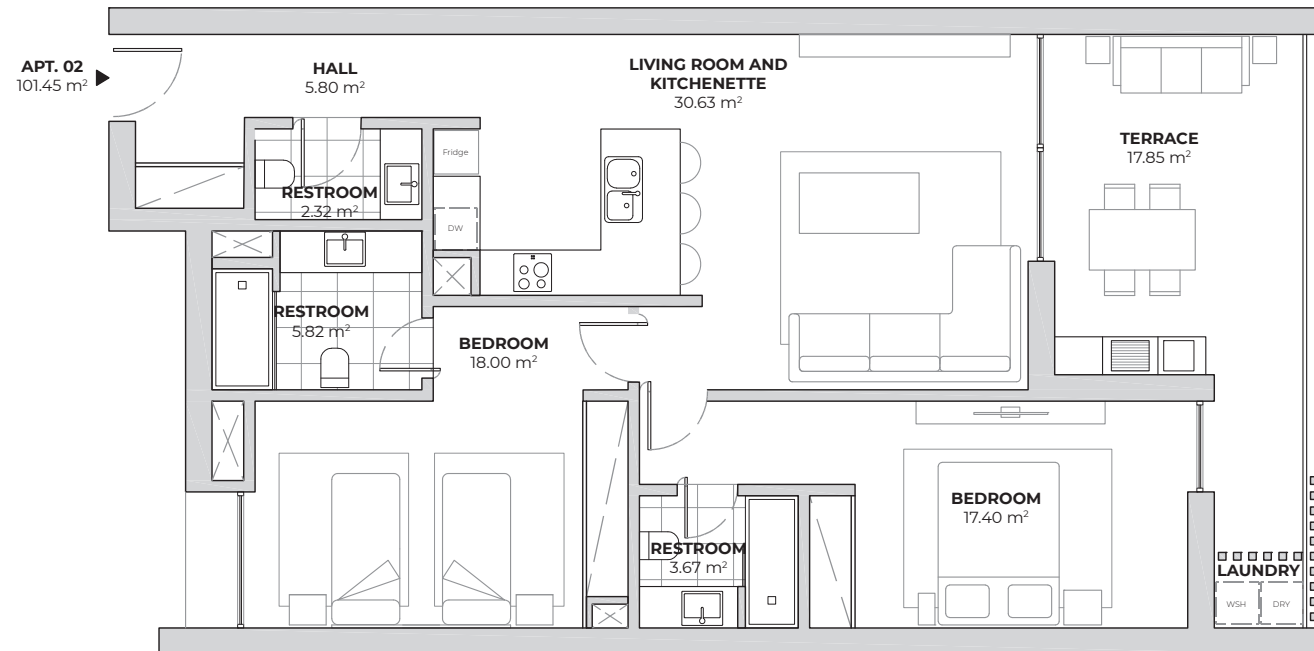 APT. 02
101.45 m²
HALL
5.80 m²
LIVING ROOM AND
KITCHENETTE
30.63 m²
TERRACE
17.85 m²
Fridge
RESTROOM
2.32 m²
DW
RESTROOM
5.82 m²
BEDROOM
18.00 m²
BEDROOM
17.40 m²
RESTROOM
3.67 m²
LAUNDRY
WSH
DRY